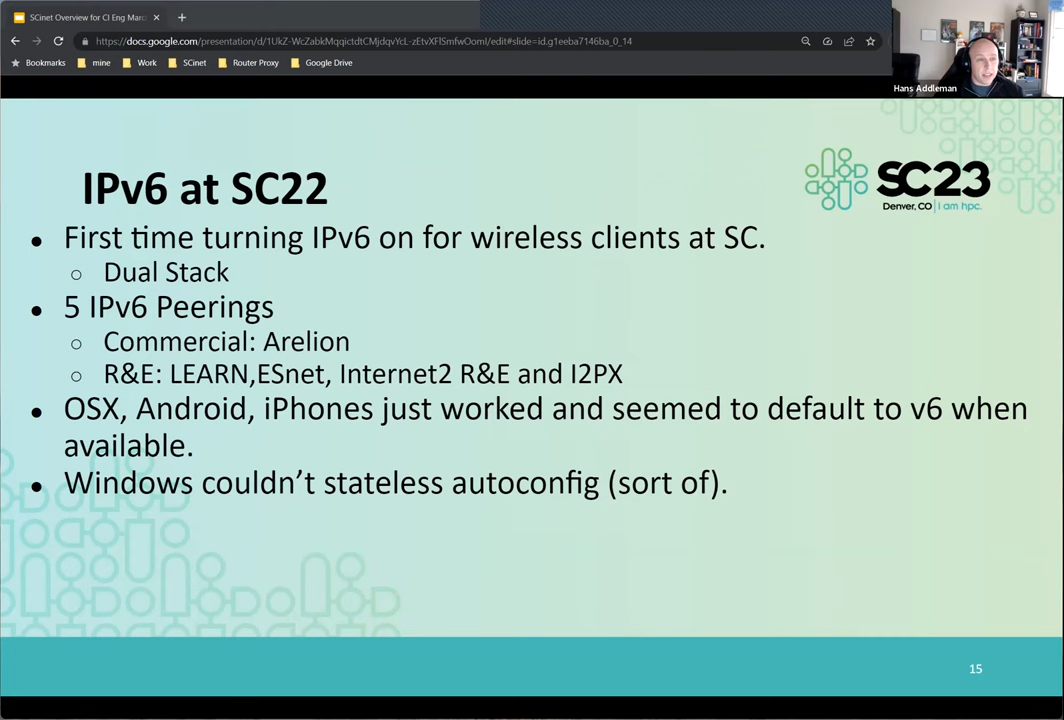 SCinet Overview for CI Eng Marc
https://docs.google.com/presentation/d/1UkZ-WcZabkMqqictdtCMjdqvYcL-zEtvXFlSmfwOomI/edit#slide=id.g1eeba7146ba_0_14
Bookmarks mine Work SCinet Router Proxy Google Drive
Hans Addleman
IPv6 at SC22
SC23
Denver, CO | i am hpc.
● First time turning IPv6 on for wireless clients at SC.
○ Dual Stack
● 5 IPv6 Peerings
○ Commercial: Arelion
○ R&E: LEARN,ESnet, Internet2 R&E and I2PX
● OSX, Android, iPhones just worked and seemed to default to v6 when
available.
● Windows couldn’t stateless autoconfig (sort of).
15